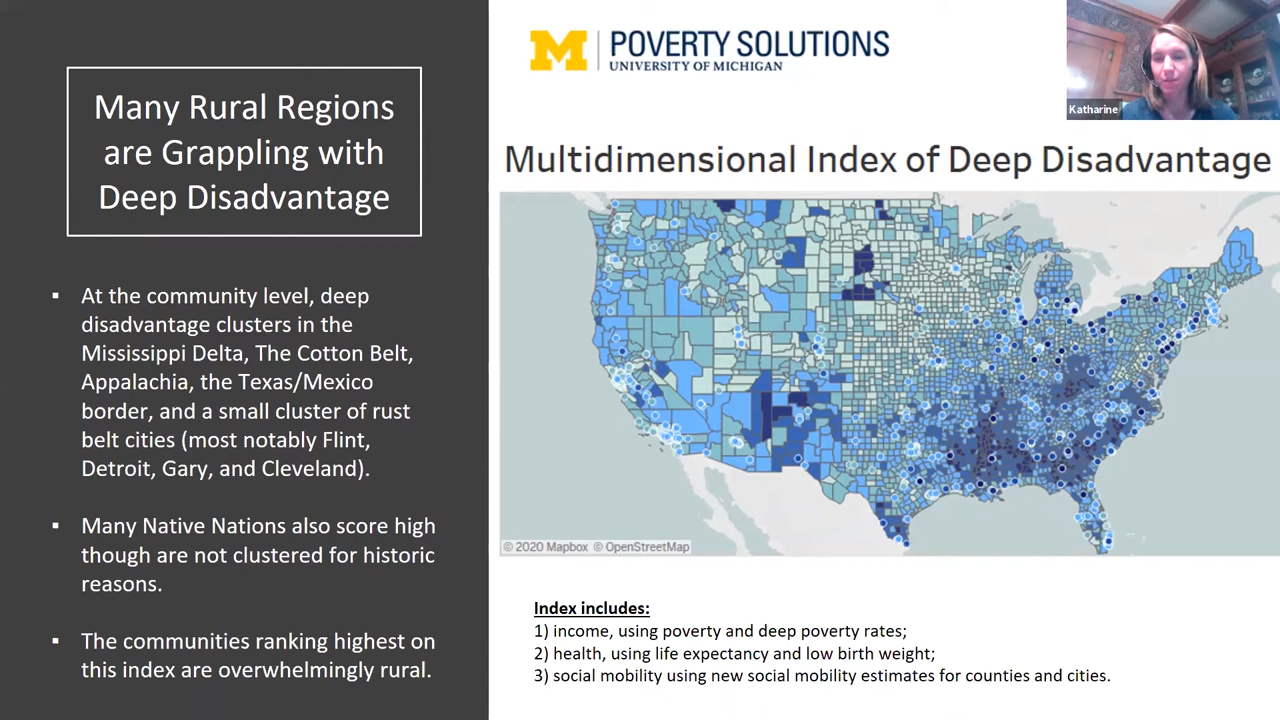 Many Rural Regions
are Grappling with
Deep Disadvantage
▪ At the community level, deep
disadvantage clusters in the
Mississippi Delta, The Cotton Belt,
Appalachia, the Texas/Mexico
border, and a small cluster of rust
belt cities (most notably Flint,
Detroit, Gary, and Cleveland).
▪ Many Native Nations also score high
though are not clustered for historic
reasons.
▪ The communities ranking highest on
this index are overwhelmingly rural.
M POVERTY SOLUTIONS
UNIVERSITY OF MICHIGAN
Katharine
Multidimensional Index of Deep Disadvantage
© 2020 Mapbox © OpenStreetMap
Index includes:
1) income, using poverty and deep poverty rates;
2) health, using life expectancy and low birth weight;
3) social mobility using new social mobility estimates for counties and cities.